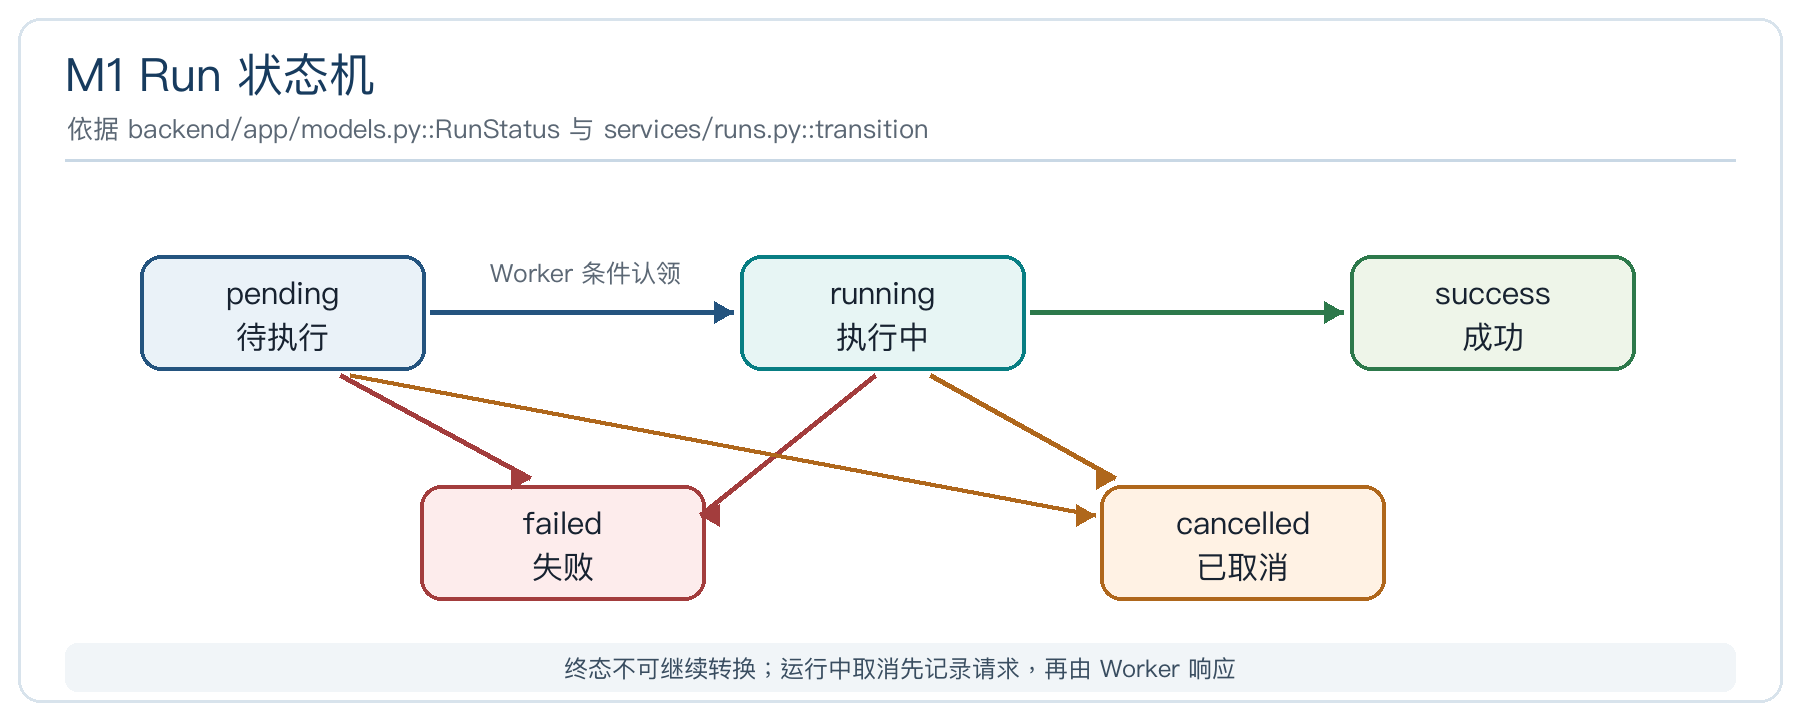 M1 Run 状态机
依据 backend/app/models.py::RunStatus 与 services/runs.py::transition
pending
待执行
Worker 条件认领
running
执行中
success
成功
failed
失败
cancelled
已取消
终态不可继续转换；运行中取消先记录请求，再由 Worker 响应